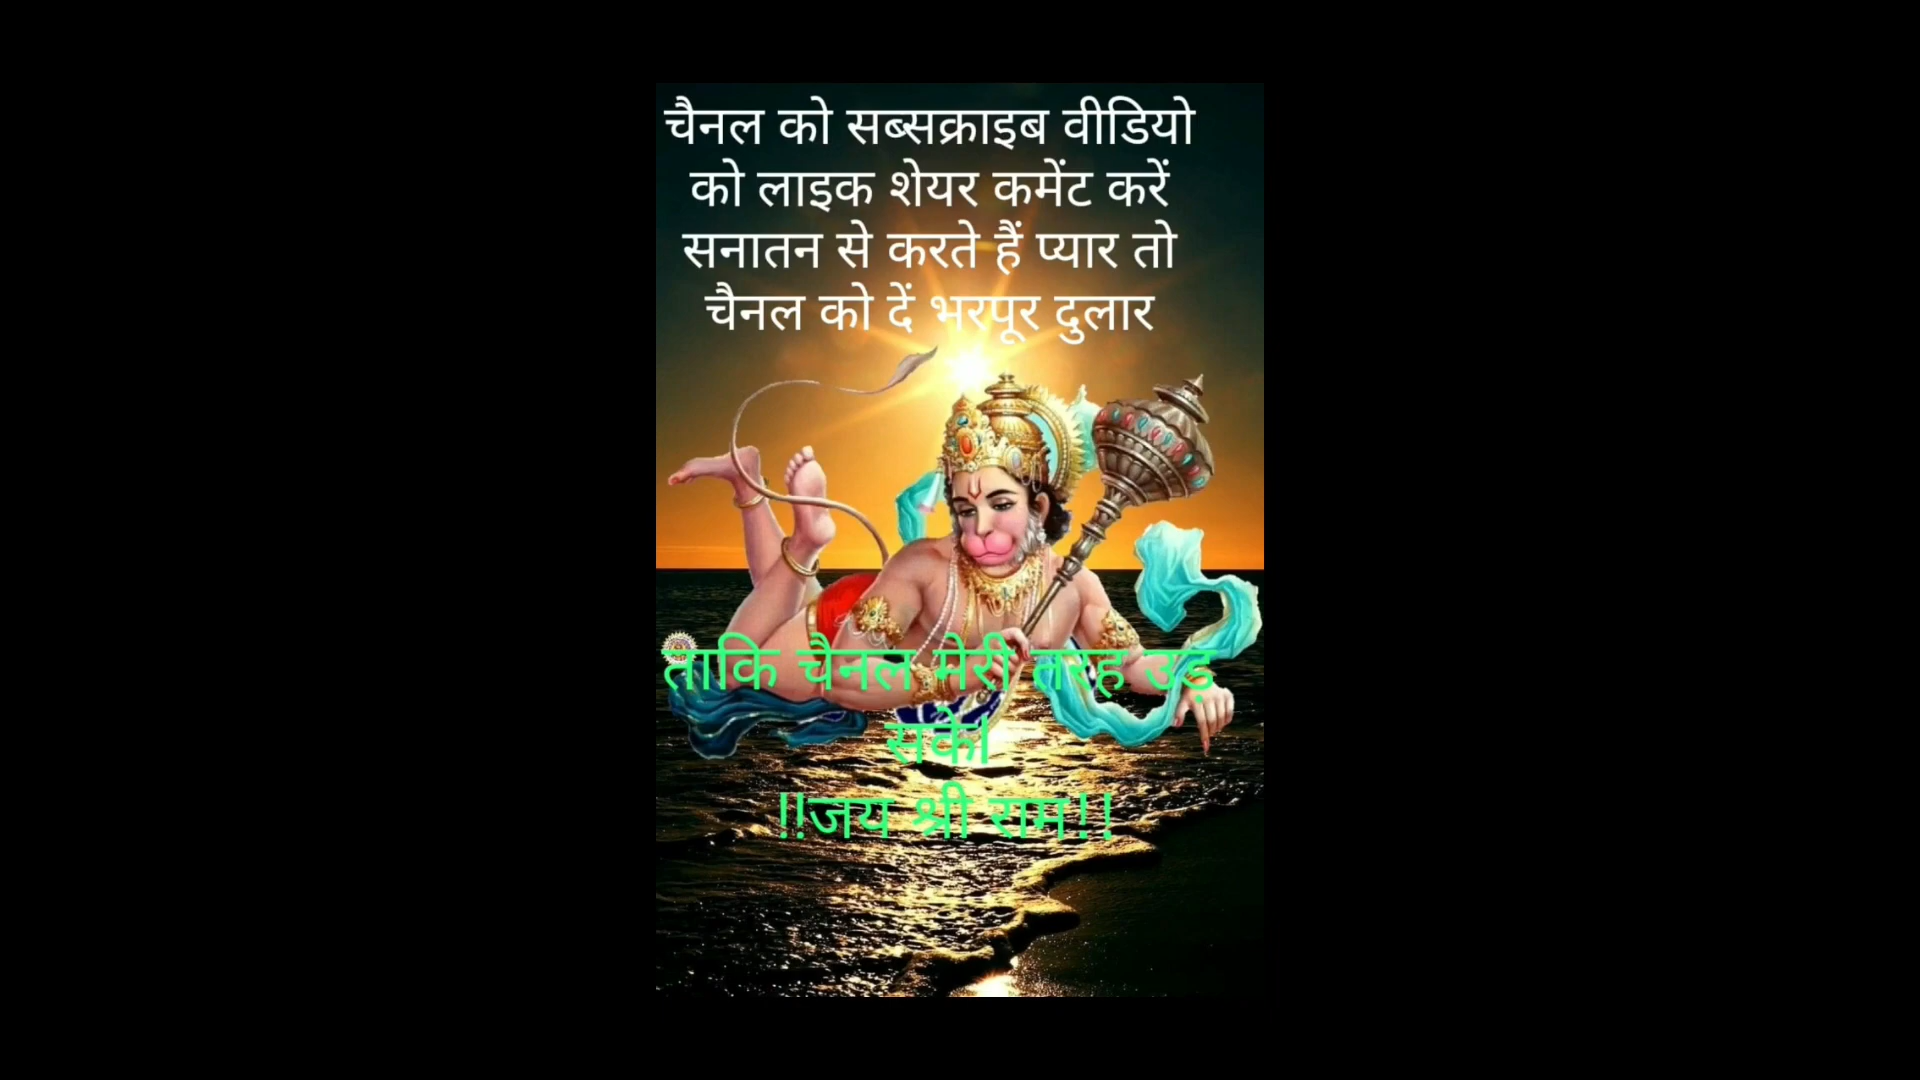 चैनल को सब्सक्राइब वीडियो
को लाइक शेयर कमेंट करें
सनातन से करते हैं प्यार तो
चैनल को दें भरपूर दुलार
ताकि चैनल मेरी तरह उड़
सके।
!!जय श्री राम!!